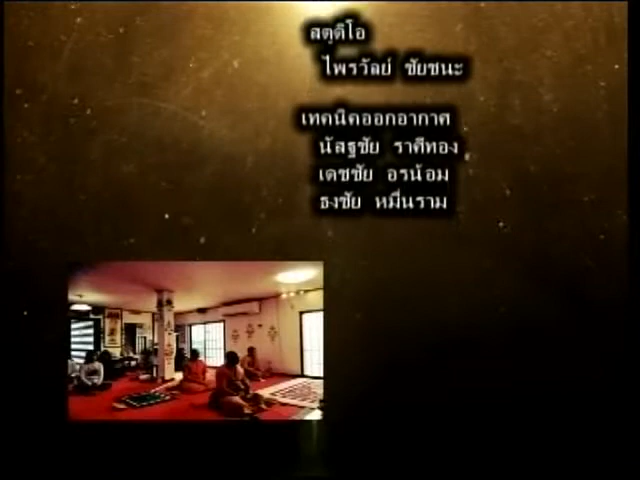 สตูดิโอ
ไพรวัลย์ ชัยชนะ
เทคนิคออกอากาศ
นัสฐชัย ราศีทอง
เดชชัย อรน้อม
ธงชัย หมื่นราม